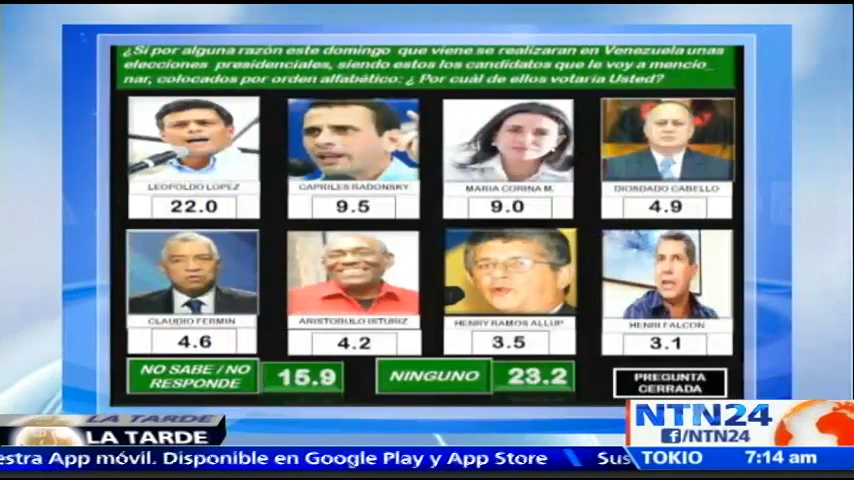 ¿Si por alguna razón este domingo que viene se realizaran en Venezuela unas
elecciones presidenciales, siendo estos los candidatos que le voy a mencio_
nar, colocados por orden alfabético: ¿ Por cuál de ellos votaría Usted?
LEOPOLDO LOPEZ
CAPRILES RADONSKY
MARIA CORINA M.
DIOSDADO CABELLO
22.0
9.5
9.0
4.9
CLAUDIO FERMIN
ARISTOBULO ISTURIZ
HENRY RAMOS ALLUP
HENRI FALCON
4.6
4.2
3.5
3.1
NO SABE / NO
RESPONDE
15.9
NINGUNO
23.2
PREGUNTA
CERRADA
LA TARDE
LA TARDE
NTN24
f/NTN24
estra App móvil. Disponible en Google Play y App Store
Sus
TOKIO
7:14 am